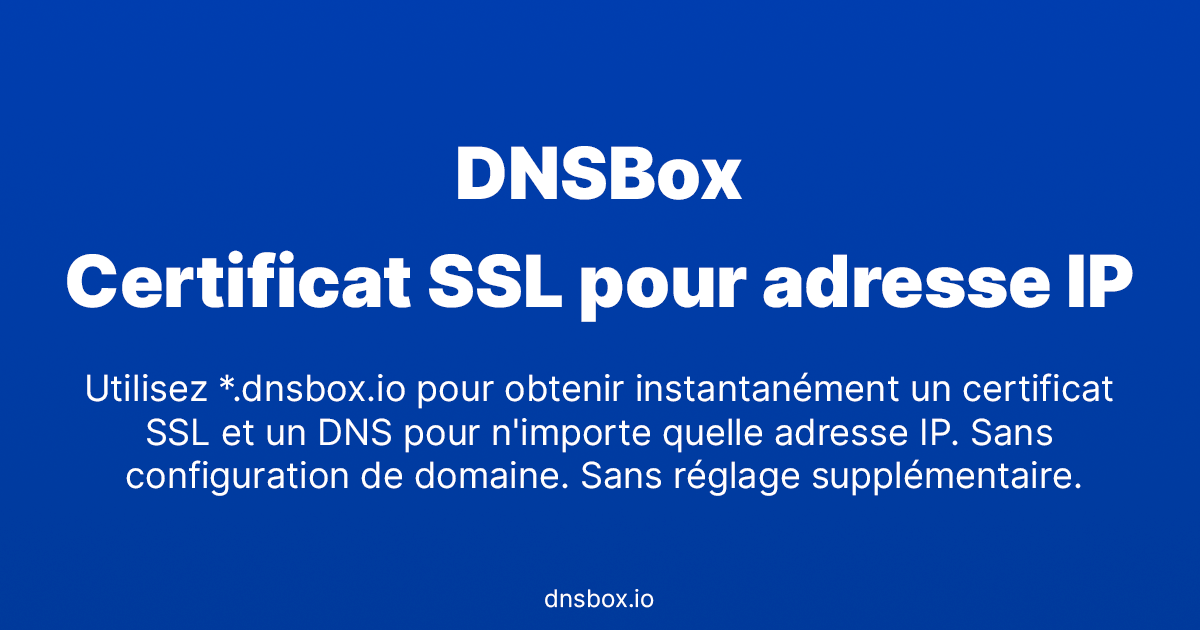 DNSBox
Certificat SSL pour adresse IP
Utilisez *.dnsbox.io pour obtenir instantanément un certificat
SSL et un DNS pour n'importe quelle adresse IP. Sans
configuration de domaine. Sans réglage supplémentaire.
dnsbox.io